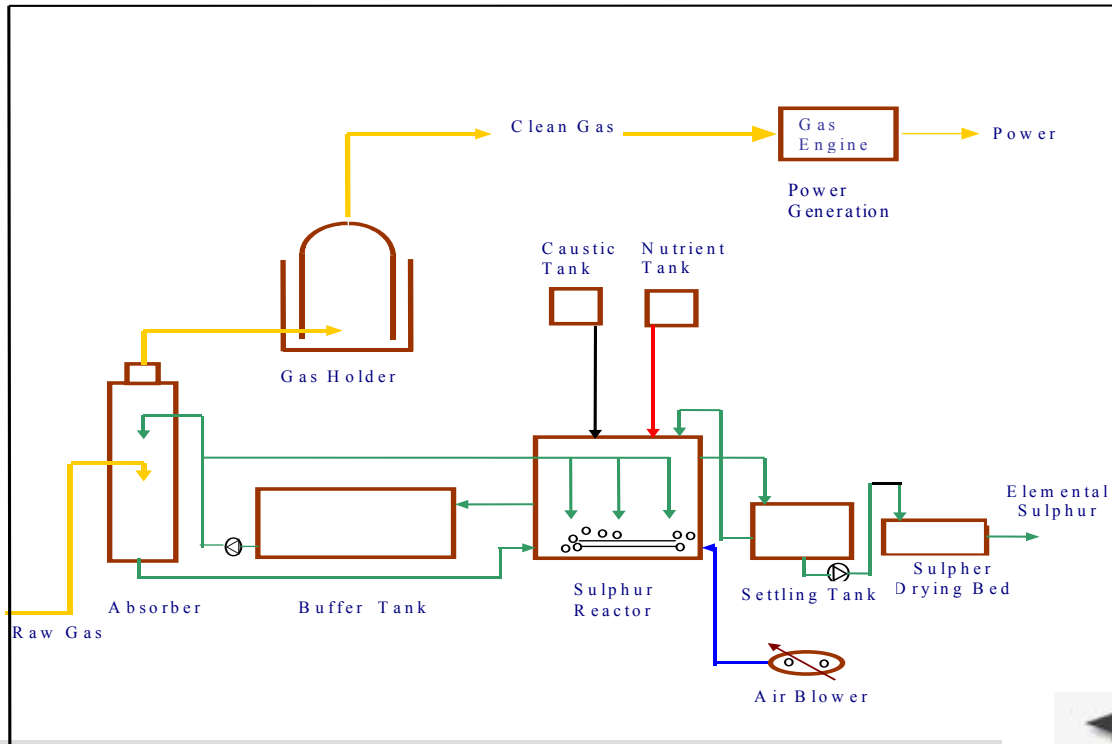 Clean Gas
Gas
Engine
Power
Power
Generation
Caustic
Tank
Nutrient
Tank
Gas Holder
Elemental
Sulphur
Absorber
Buffer Tank
Sulphur
Reactor
Settling Tank
Sulpher
Drying Bed
Raw Gas
Air Blower